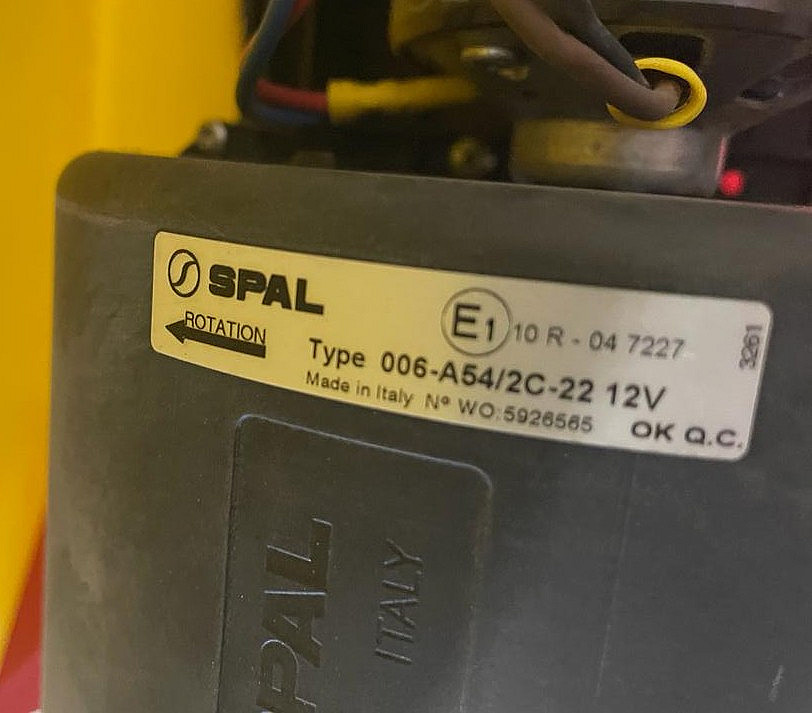 SPAL
E1 10 R - 04 7227
3261
ROTATION
Type 006-A54/2C-22 12V
Made in Italy Nº WO:5926565
OK Q.C.
SPAL
ITALY